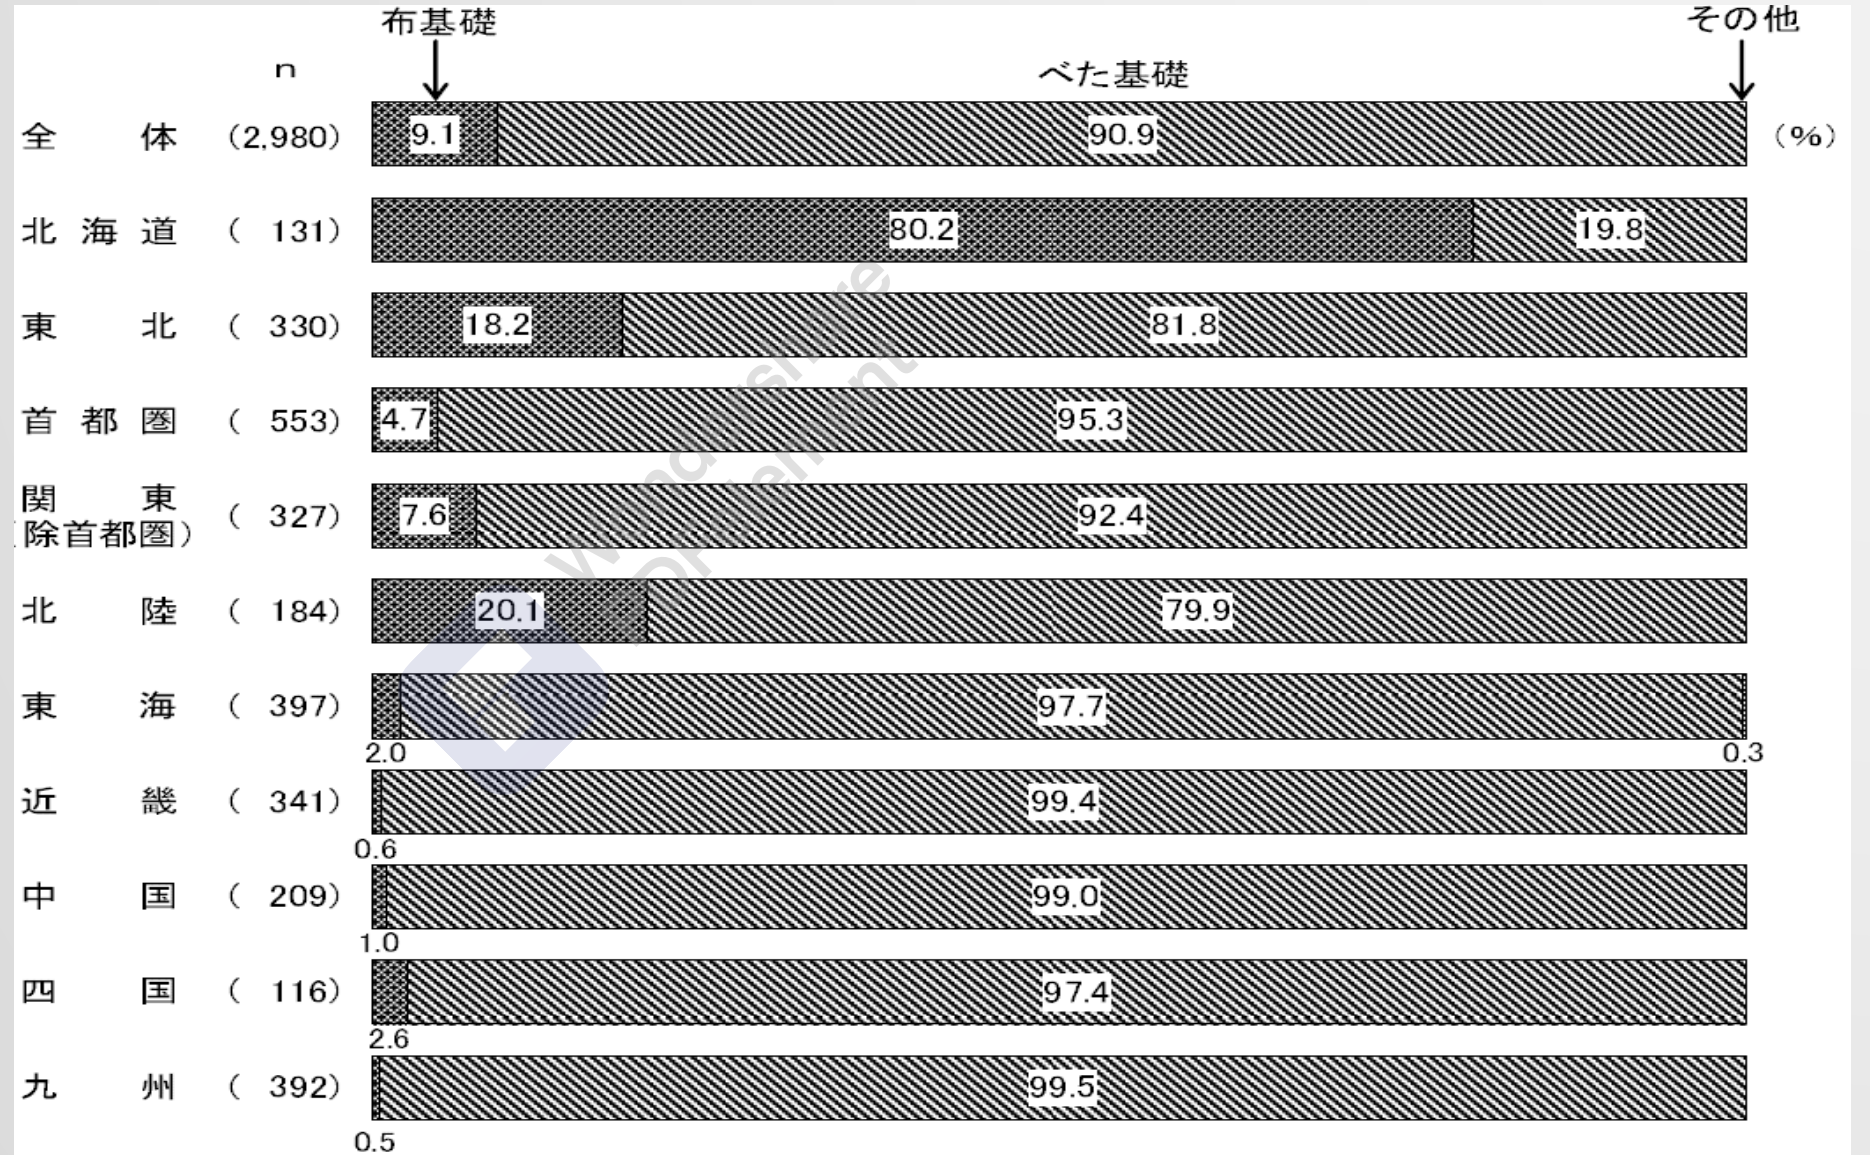 布基礎 その他
n べた基礎
全体 (2,980) 9.1 90.9 (%)
北海道 ( 131) 80.2 19.8
東北 ( 330) 18.2 81.8
首都圏 ( 553) 4.7 95.3
関東
(除首都圏) ( 327) 7.6 92.4
北陸 ( 184) 20.1 79.9
東海 ( 397) 97.7
2.0 0.3
近畿 ( 341) 99.4
0.6
中国 ( 209) 99.0
1.0
四国 ( 116) 97.4
2.6
九州 ( 392) 99.5
0.5
Wondershare
PDFelement